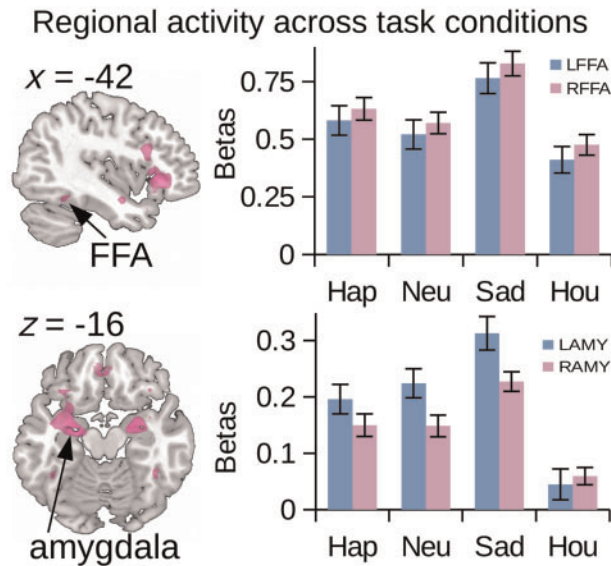 Regional activity across task conditions
x = -42
FFA
Betas
0.75
0.5
0.25
0
LFFA
RFFA
Hap Neu Sad Hou
z = -16
amygdala
Betas
0.3
0.2
0.1
0
LAMY
RAMY
Hap Neu Sad Hou